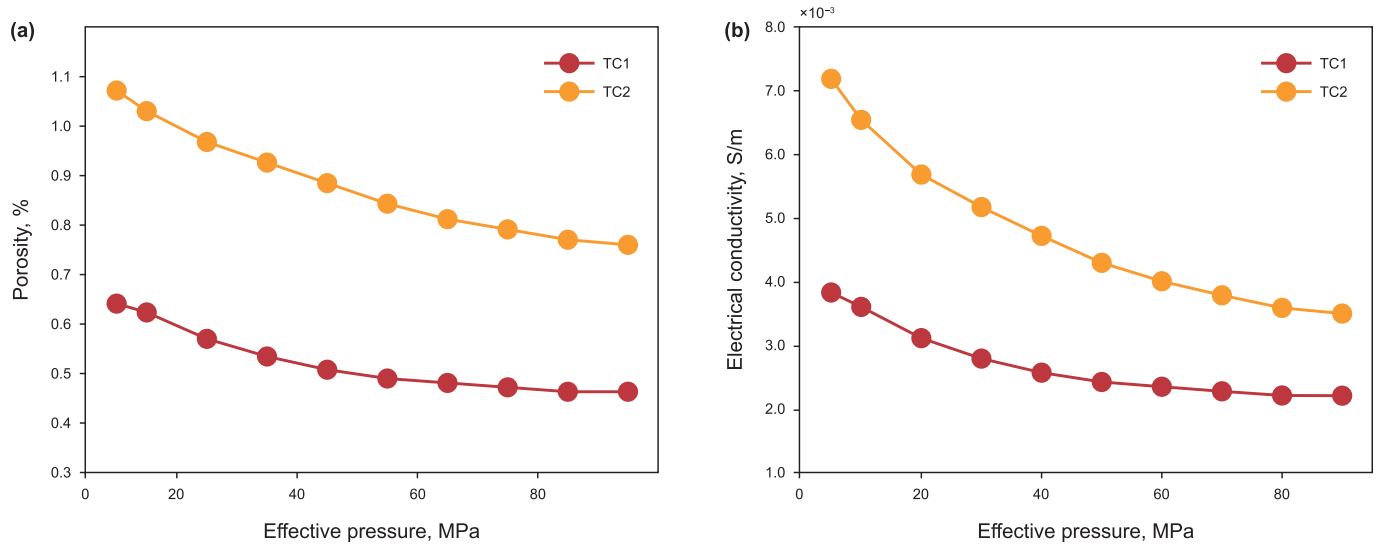 (a)
Porosity, %
1.1
1.0
0.9
0.8
0.7
0.6
0.5
0.4
0.3
0
20
40
60
80
Effective pressure, MPa
TC1
TC2
(b)
×10⁻³
Electrical conductivity, S/m
8.0
7.0
6.0
5.0
4.0
3.0
2.0
1.0
0
20
40
60
80
Effective pressure, MPa
TC1
TC2